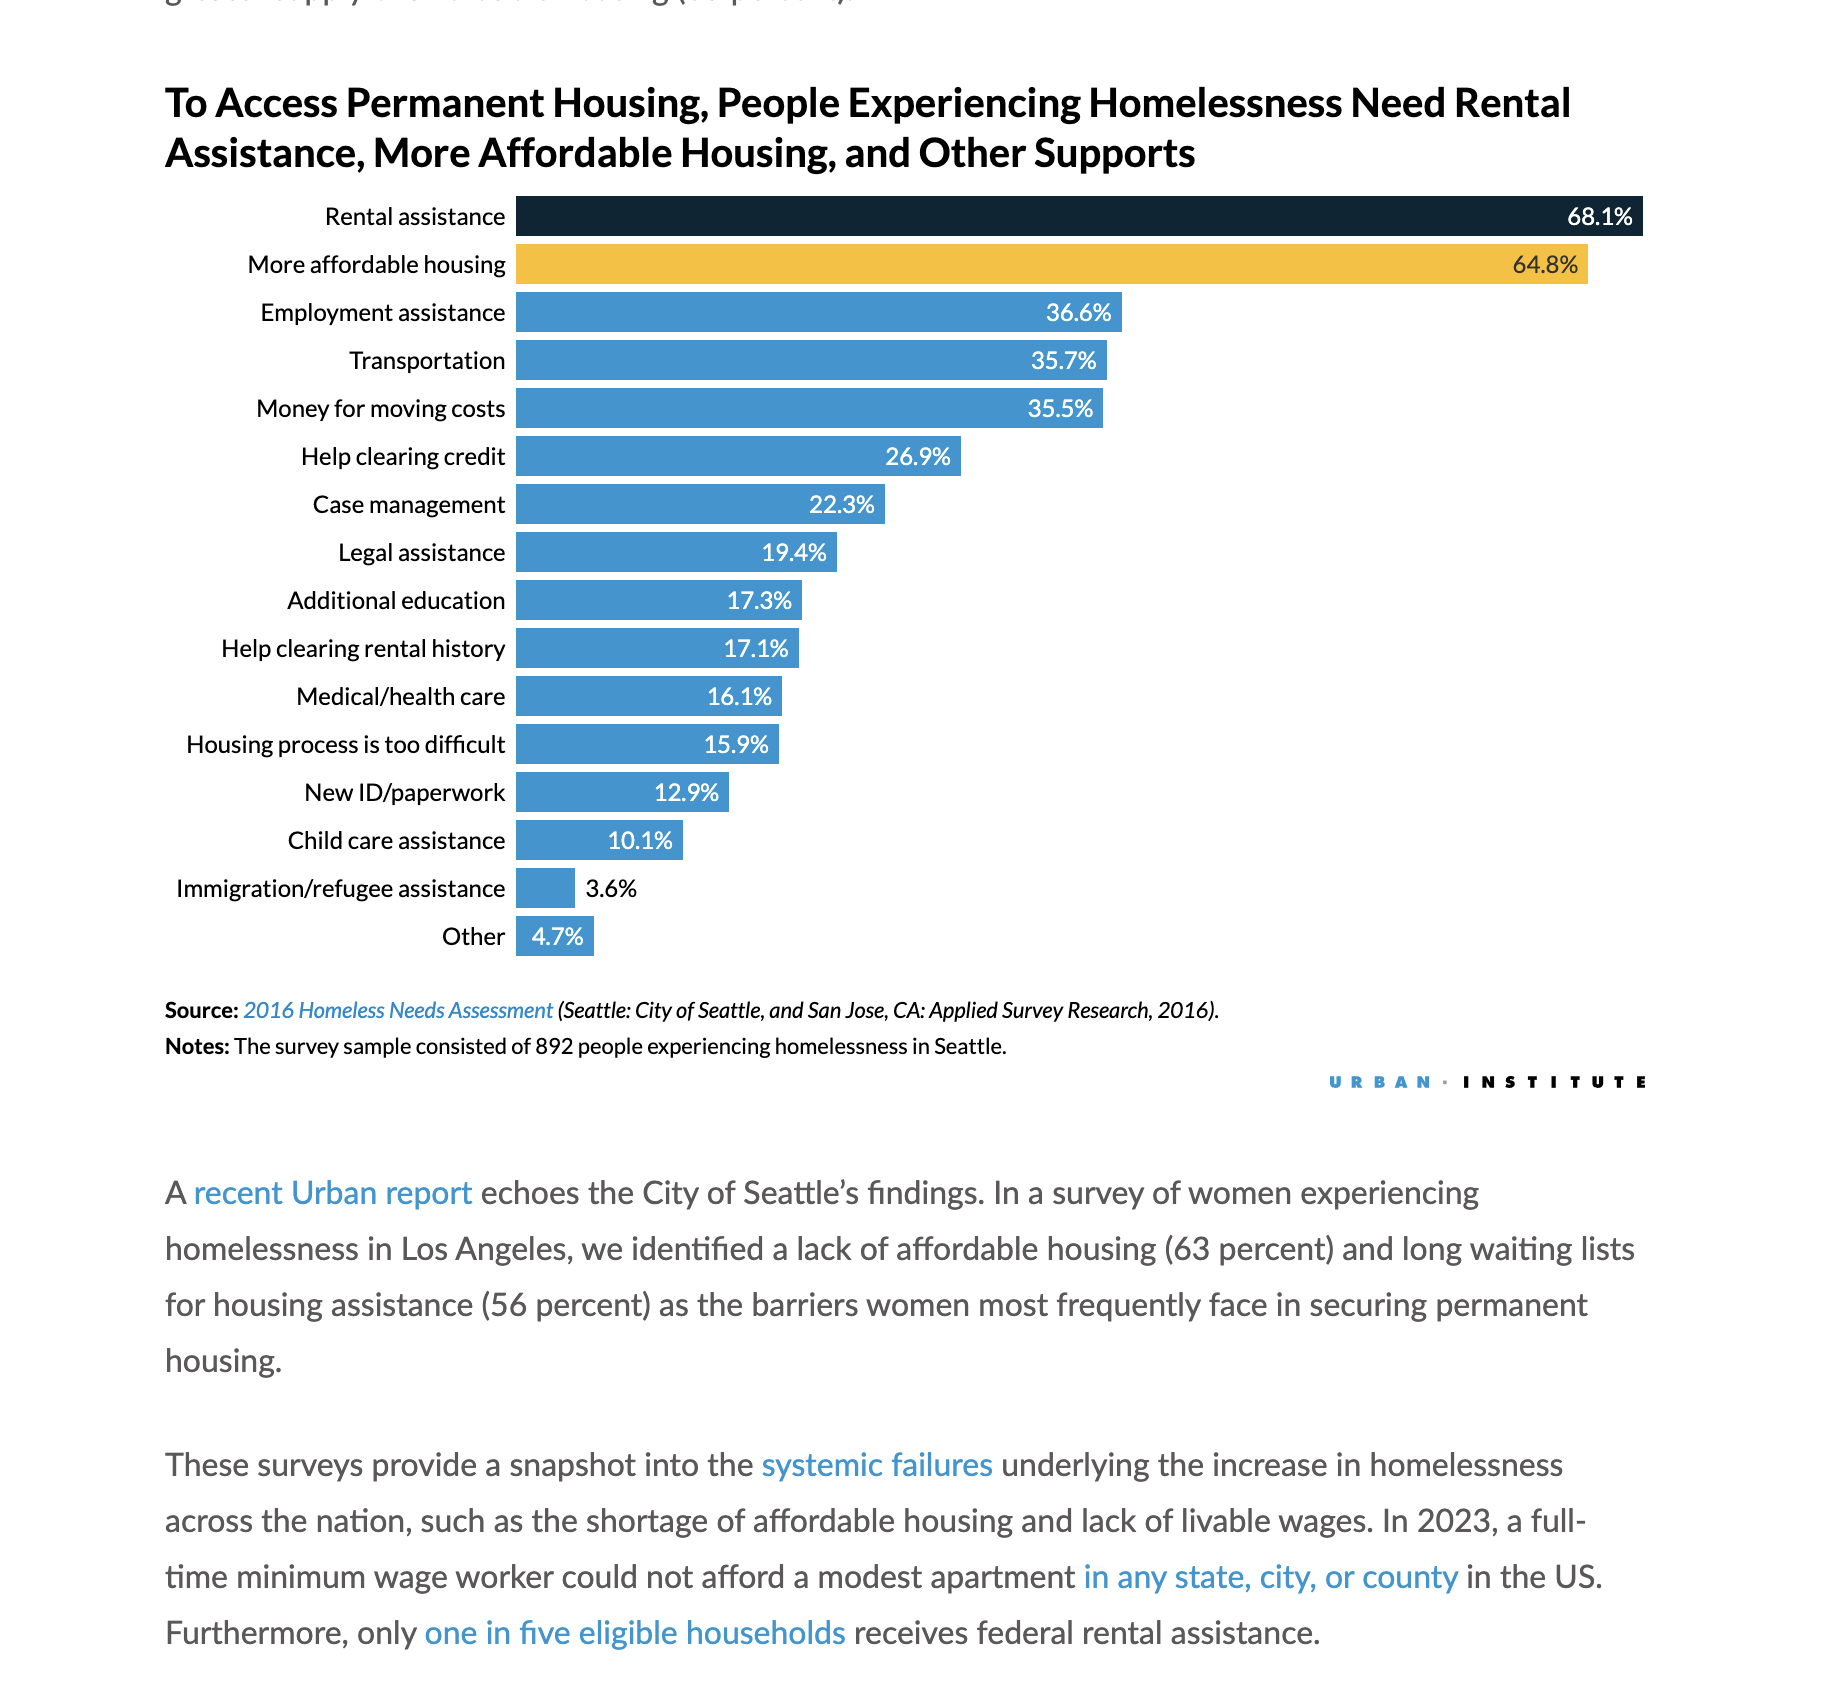 To Access Permanent Housing, People Experiencing Homelessness Need Rental
Assistance, More Affordable Housing, and Other Supports
Rental assistance 68.1%
More affordable housing 64.8%
Employment assistance 36.6%
Transportation 35.7%
Money for moving costs 35.5%
Help clearing credit 26.9%
Case management 22.3%
Legal assistance 19.4%
Additional education 17.3%
Help clearing rental history 17.1%
Medical/health care 16.1%
Housing process is too difficult 15.9%
New ID/paperwork 12.9%
Child care assistance 10.1%
Immigration/refugee assistance 3.6%
Other 4.7%
Source: 2016 Homeless Needs Assessment (Seattle: City of Seattle, and San Jose, CA: Applied Survey Research, 2016).
Notes: The survey sample consisted of 892 people experiencing homelessness in Seattle.
URBAN · INSTITUTE
A recent Urban report echoes the City of Seattle’s findings. In a survey of women experiencing
homelessness in Los Angeles, we identified a lack of affordable housing (63 percent) and long waiting lists
for housing assistance (56 percent) as the barriers women most frequently face in securing permanent
housing.
These surveys provide a snapshot into the systemic failures underlying the increase in homelessness
across the nation, such as the shortage of affordable housing and lack of livable wages. In 2023, a full-
time minimum wage worker could not afford a modest apartment in any state, city, or county in the US.
Furthermore, only one in five eligible households receives federal rental assistance.